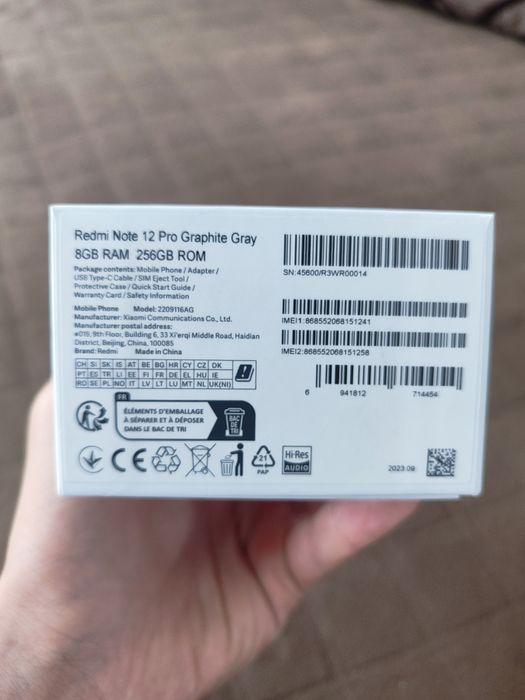 Redmi Note 12 Pro Graphite Gray
8GB RAM 256GB ROM
Package contents: Mobile Phone / Adapter /
USB Type-C Cable / SIM Eject Tool /
Protective Case / Quick Start Guide /
Warranty Card / Safety Information
Mobile Phone Model: 2209116AG
Manufacturer: Xiaomi Communications Co., Ltd.
Manufacturer postal address:
#019, 9th Floor, Building 6, 33 Xi'erqi Middle Road, Haidian
District, Beijing, China, 100085
Brand: Redmi Made in China
CH SI SK IS AT BE BG HR CY CZ DK
PT ES TR LI EE FI FR DE EL HU IE
RO SE PL NO IT LV LT LU MT NL UK(NI)
FR
ÉLÉMENTS D'EMBALLAGE
À SÉPARER ET À DÉPOSER
DANS LE BAC DE TRI
BAC
DE
TRI
CE
21
PAP
Hi-Res
AUDIO
SN:45600/R3WR00014
IMEI1:868552068151241
IMEI2:868552068151258
6 941812 714454
2023.09